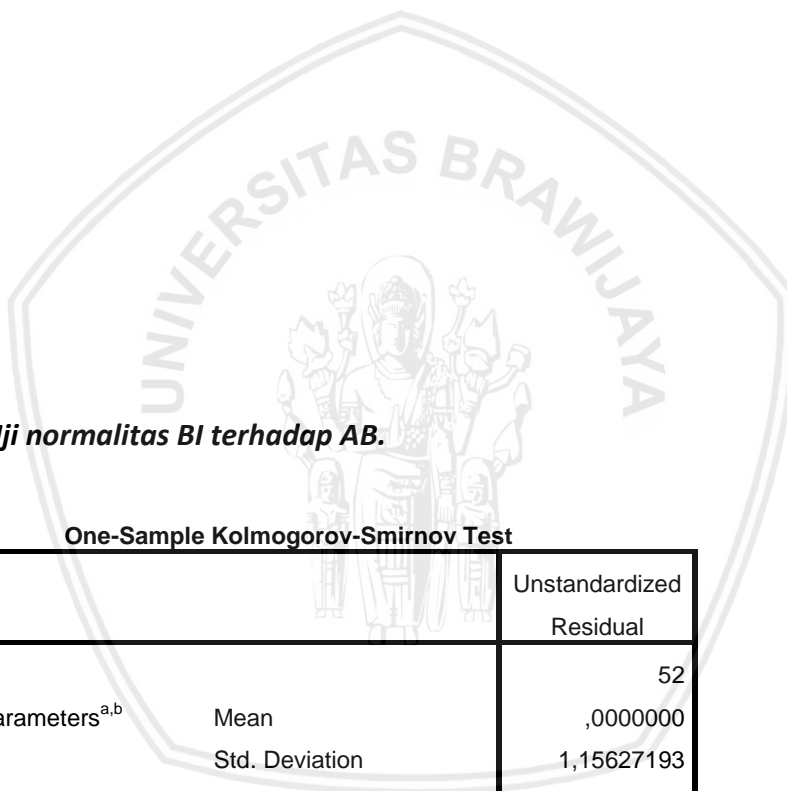 UNIVERSITAS BRAWIJAYA
ji normalitas BI terhadap AB.
One-Sample Kolmogorov-Smirnov Test
Unstandardized
Residual
52
arameters a,b Mean ,0000000
Std. Deviation 1,15627193